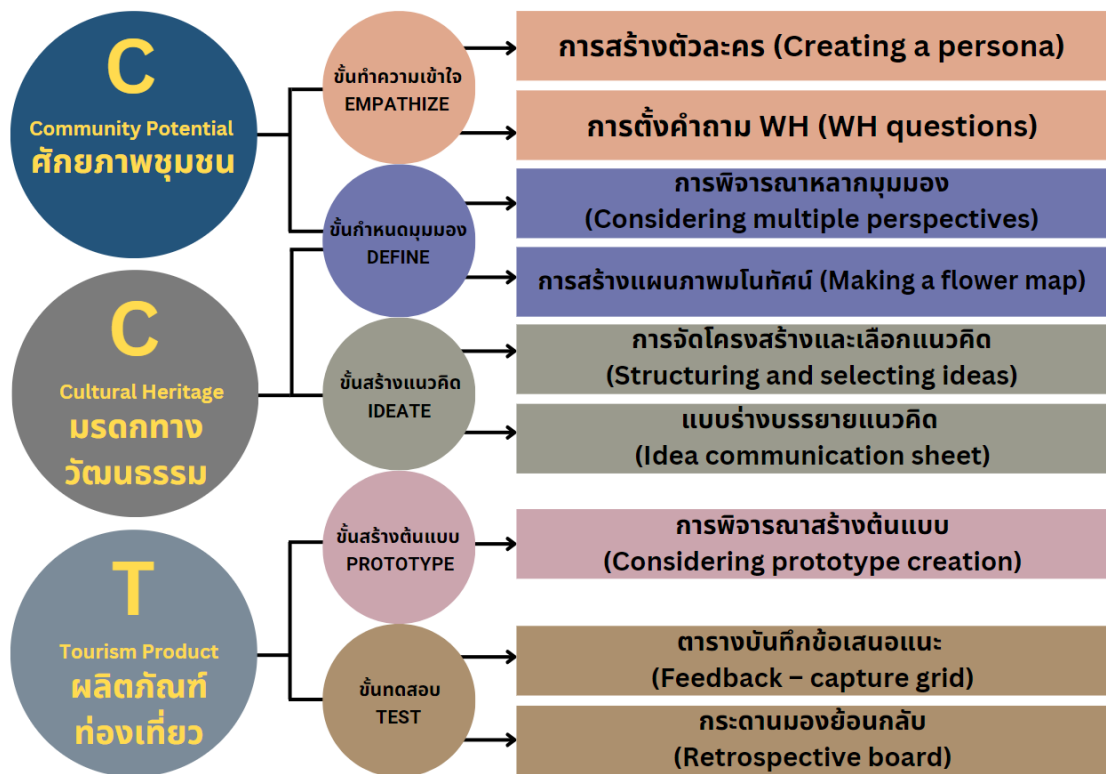 C
Community Potential
ศักยภาพชุมชน
ขั้นทำความเข้าใจ
EMPATHIZE
การสร้างตัวละคร (Creating a persona)
การตั้งคำถาม WH (WH questions)
ขั้นกำหนดมุมมอง
DEFINE
การพิจารณาหลากมุมมอง
(Considering multiple perspectives)
การสร้างแผนภาพมโนทัศน์ (Making a flower map)
C
Cultural Heritage
มรดกทาง
วัฒนธรรม
ขั้นสร้างแนวคิด
IDEATE
การจัดโครงสร้างและเลือกแนวคิด
(Structuring and selecting ideas)
แบบร่างบรรยายแนวคิด
(Idea communication sheet)
T
Tourism Product
ผลิตภัณฑ์
ท่องเที่ยว
ขั้นสร้างต้นแบบ
PROTOTYPE
การพิจารณาสร้างต้นแบบ
(Considering prototype creation)
ขั้นทดสอบ
TEST
ตารางบันทึกข้อเสนอแนะ
(Feedback – capture grid)
กระดานมองย้อนกลับ
(Retrospective board)